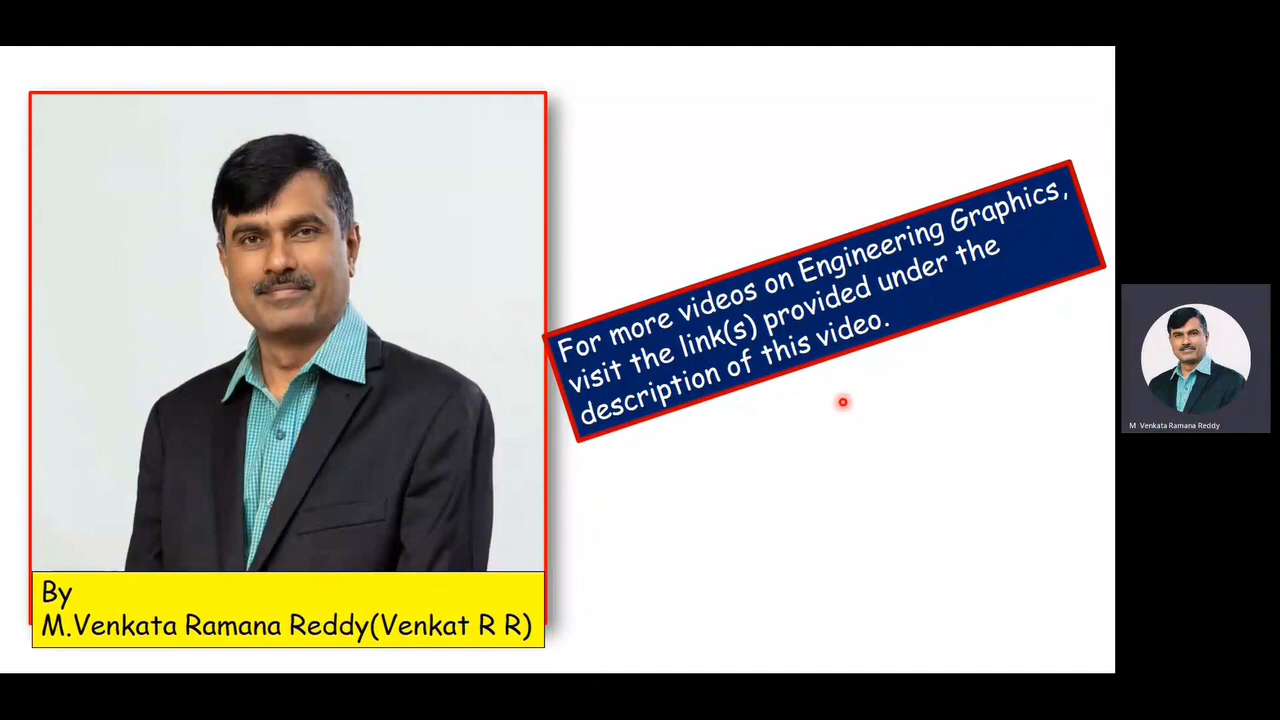 For more videos on Engineering Graphics,
visit the link(s) provided under the
description of this video.
By
M.Venkata Ramana Reddy(Venkat R R)
M Venkata Ramana Reddy